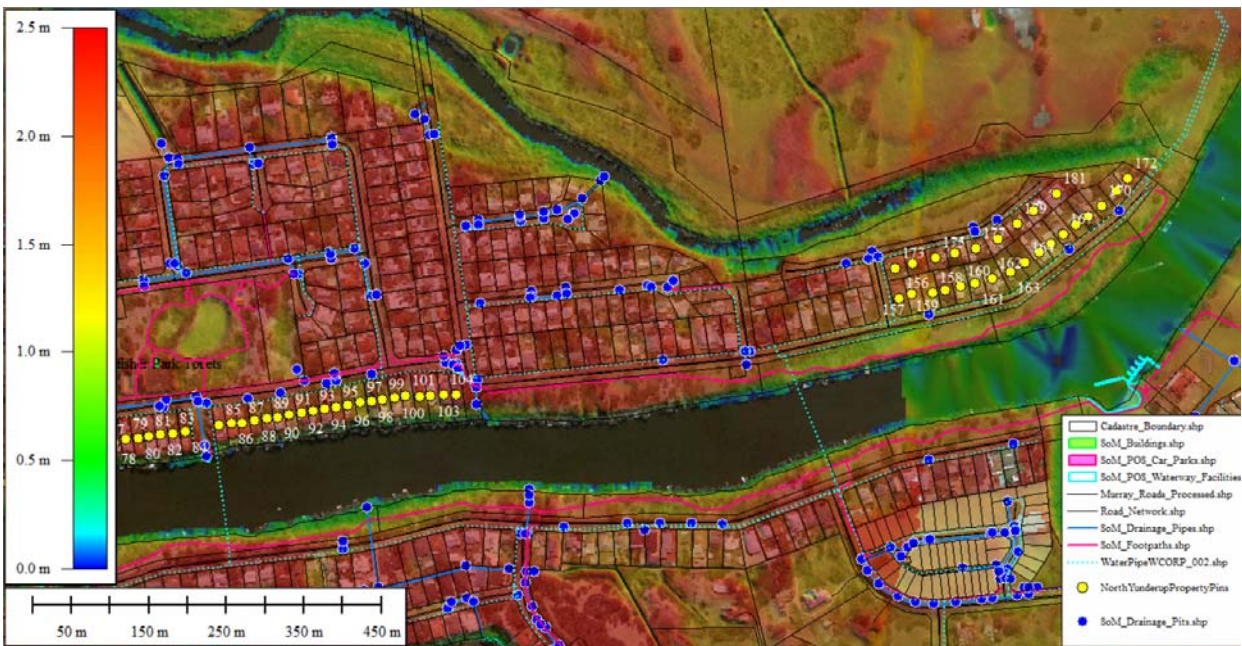 2.5 m
2.0 m
1.5 m
1.0 m
0.5 m
0.0 m
50 m 150 m 250 m 350 m 450 m
172
181
170
177
175
173
162
160
158
156
163
161
159
157
Park Toilets
79 81 83 85 87 89 91 93 95 97 99 101 104
78 80 82 84 86 88 90 92 94 96 98 100 103
Cadastre_Boundary.shp
SoM_Buildings.shp
SoM_POS_Car_Parks.shp
SoM_POS_Waterway_Facilities
Murray_Roads_Processed.shp
Road_Network.shp
SoM_Drainage_Pipes.shp
SoM_Footpaths.shp
WaterPipeWCORP_002.shp
NorthYunderupPropertyPins
SoM_Drainage_Pits.shp